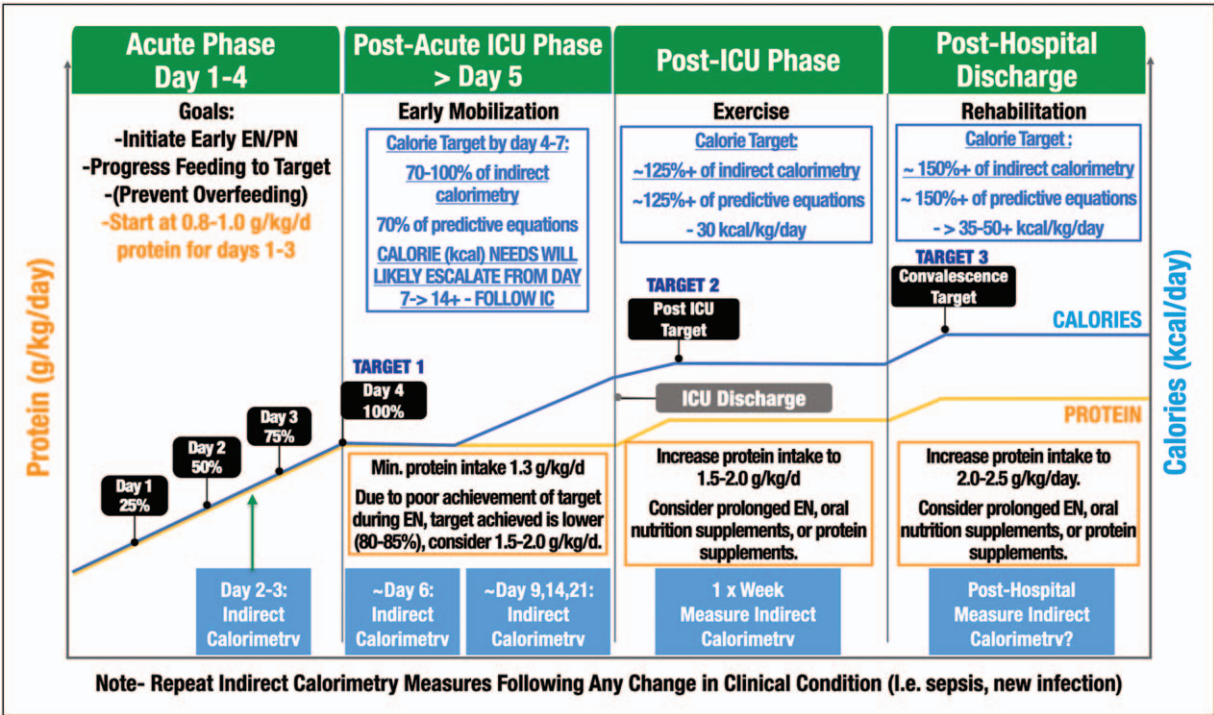 Acute Phase
Day 1-4
Post-Acute ICU Phase
> Day 5
Post-ICU Phase
Post-Hospital
Discharge
Goals:
-Initiate Early EN/PN
-Progress Feeding to Target
-(Prevent Overfeeding)
-Start at 0.8-1.0 g/kg/d
protein for days 1-3
Early Mobilization
Calorie Target by day 4-7:
70-100% of indirect
calorimetry
70% of predictive equations
CALORIE (kcal) NEEDS WILL
LIKELY ESCALATE FROM DAY
7-> 14+ - FOLLOW IC
Exercise
Calorie Target:
~125%+ of indirect calorimetry
~125%+ of predictive equations
- 30 kcal/kg/day
Rehabilitation
Calorie Target :
~ 150%+ of indirect calorimetry
~ 150%+ of predictive equations
- > 35-50+ kcal/kg/day
Protein (g/kg/day)
Calories (kcal/day)
Day 1
25%
Day 2
50%
Day 3
75%
TARGET 1
Day 4
100%
TARGET 2
Post ICU
Target
TARGET 3
Convalescence
Target
CALORIES
ICU Discharge
PROTEIN
Min. protein intake 1.3 g/kg/d
Due to poor achievement of target
during EN, target achieved is lower
(80-85%), consider 1.5-2.0 g/kg/d.
Increase protein intake to
1.5-2.0 g/kg/d
Consider prolonged EN, oral
nutrition supplements, or protein
supplements.
Increase protein intake to
2.0-2.5 g/kg/day.
Consider prolonged EN, oral
nutrition supplements, or protein
supplements.
Day 2-3:
Indirect
Calorimetry
~Day 6:
Indirect
Calorimetry
~Day 9,14,21:
Indirect
Calorimetry
1 x Week
Measure Indirect
Calorimetry
Post-Hospital
Measure Indirect
Calorimetry?
Note- Repeat Indirect Calorimetry Measures Following Any Change in Clinical Condition (I.e. sepsis, new infection)